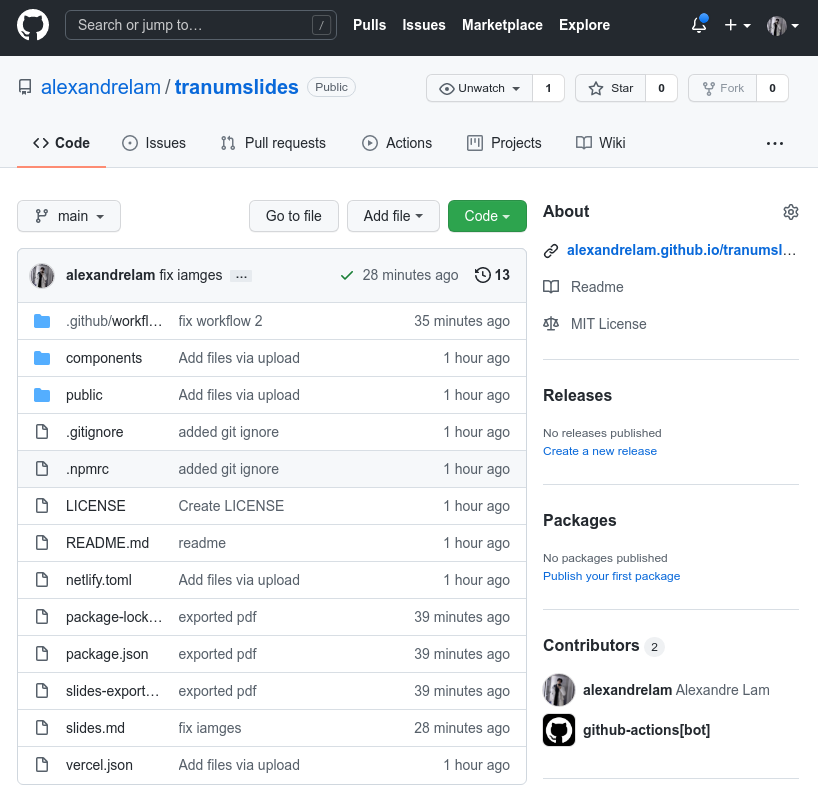 Search or jump to… /
Pulls Issues Marketplace Explore
alexandrelam / tranumslides Public
Unwatch 1 Star 0 Fork 0
Code Issues Pull requests Actions Projects Wiki ...
main Go to file Add file Code
alexandrelam fix iamges ... 28 minutes ago 13
.github/workfl… fix workflow 2 35 minutes ago
components Add files via upload 1 hour ago
public Add files via upload 1 hour ago
.gitignore added git ignore 1 hour ago
.npmrc added git ignore 1 hour ago
LICENSE Create LICENSE 1 hour ago
README.md readme 1 hour ago
netlify.toml Add files via upload 1 hour ago
package-lock… exported pdf 39 minutes ago
package.json exported pdf 39 minutes ago
slides-export… exported pdf 39 minutes ago
slides.md fix iamges 28 minutes ago
vercel.json Add files via upload 1 hour ago
About
alexandrelam.github.io/tranumsl…
Readme
MIT License
Releases
No releases published
Create a new release
Packages
No packages published
Publish your first package
Contributors 2
alexandrelam Alexandre Lam
github-actions[bot]